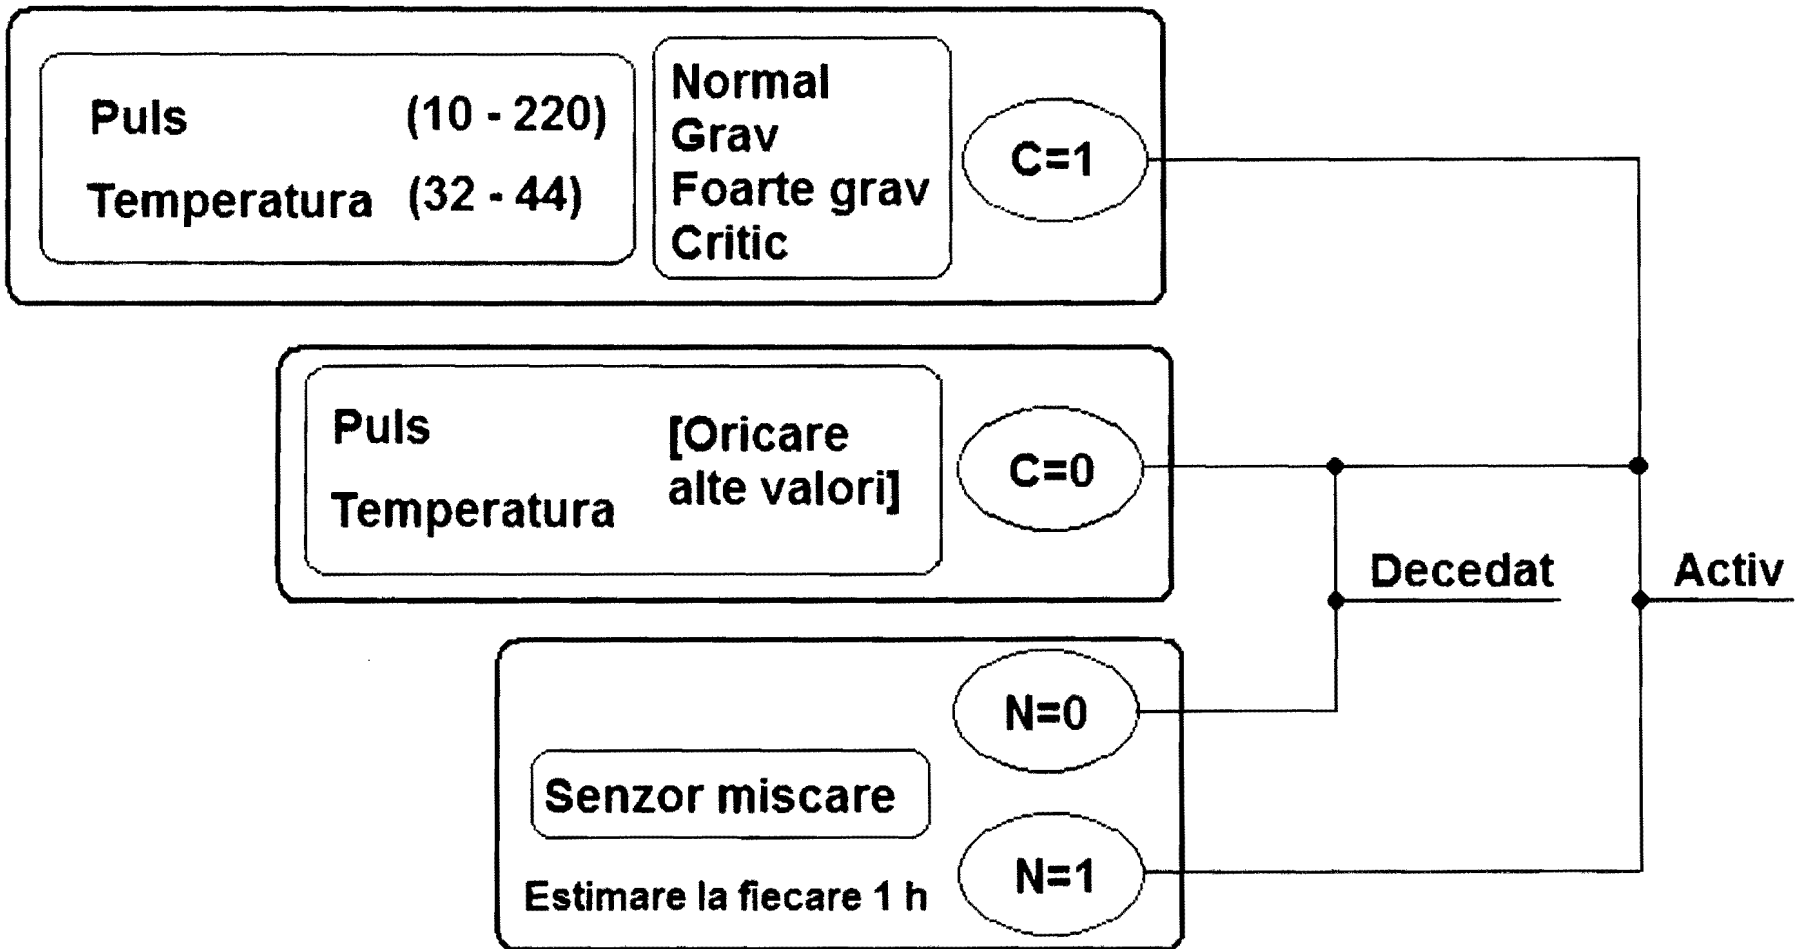 Puls (10 - 220)
Temperatura (32 - 44)
Normal
Grav
Foarte grav
Critic
C=1
Puls
Temperatura
[Oricare
alte valori]
C=0
Decedat
Activ
N=0
Senzor miscare
N=1
Estimare la fiecare 1 h